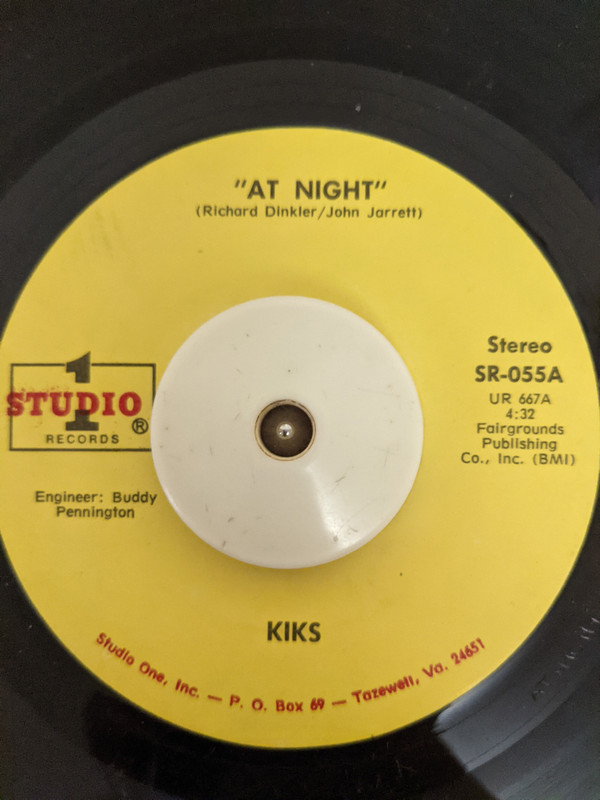 "AT NIGHT"
(Richard Dinkler/John Jarrett)
1
STUDIO ®
RECORDS
Engineer: Buddy
Pennington
Stereo
SR-055A
UR 667A
4:32
Fairgrounds
Publishing
Co., Inc. (BMI)
KIKS
Studio One, Inc. — P. O. Box 69 — Tazewell, Va. 24651